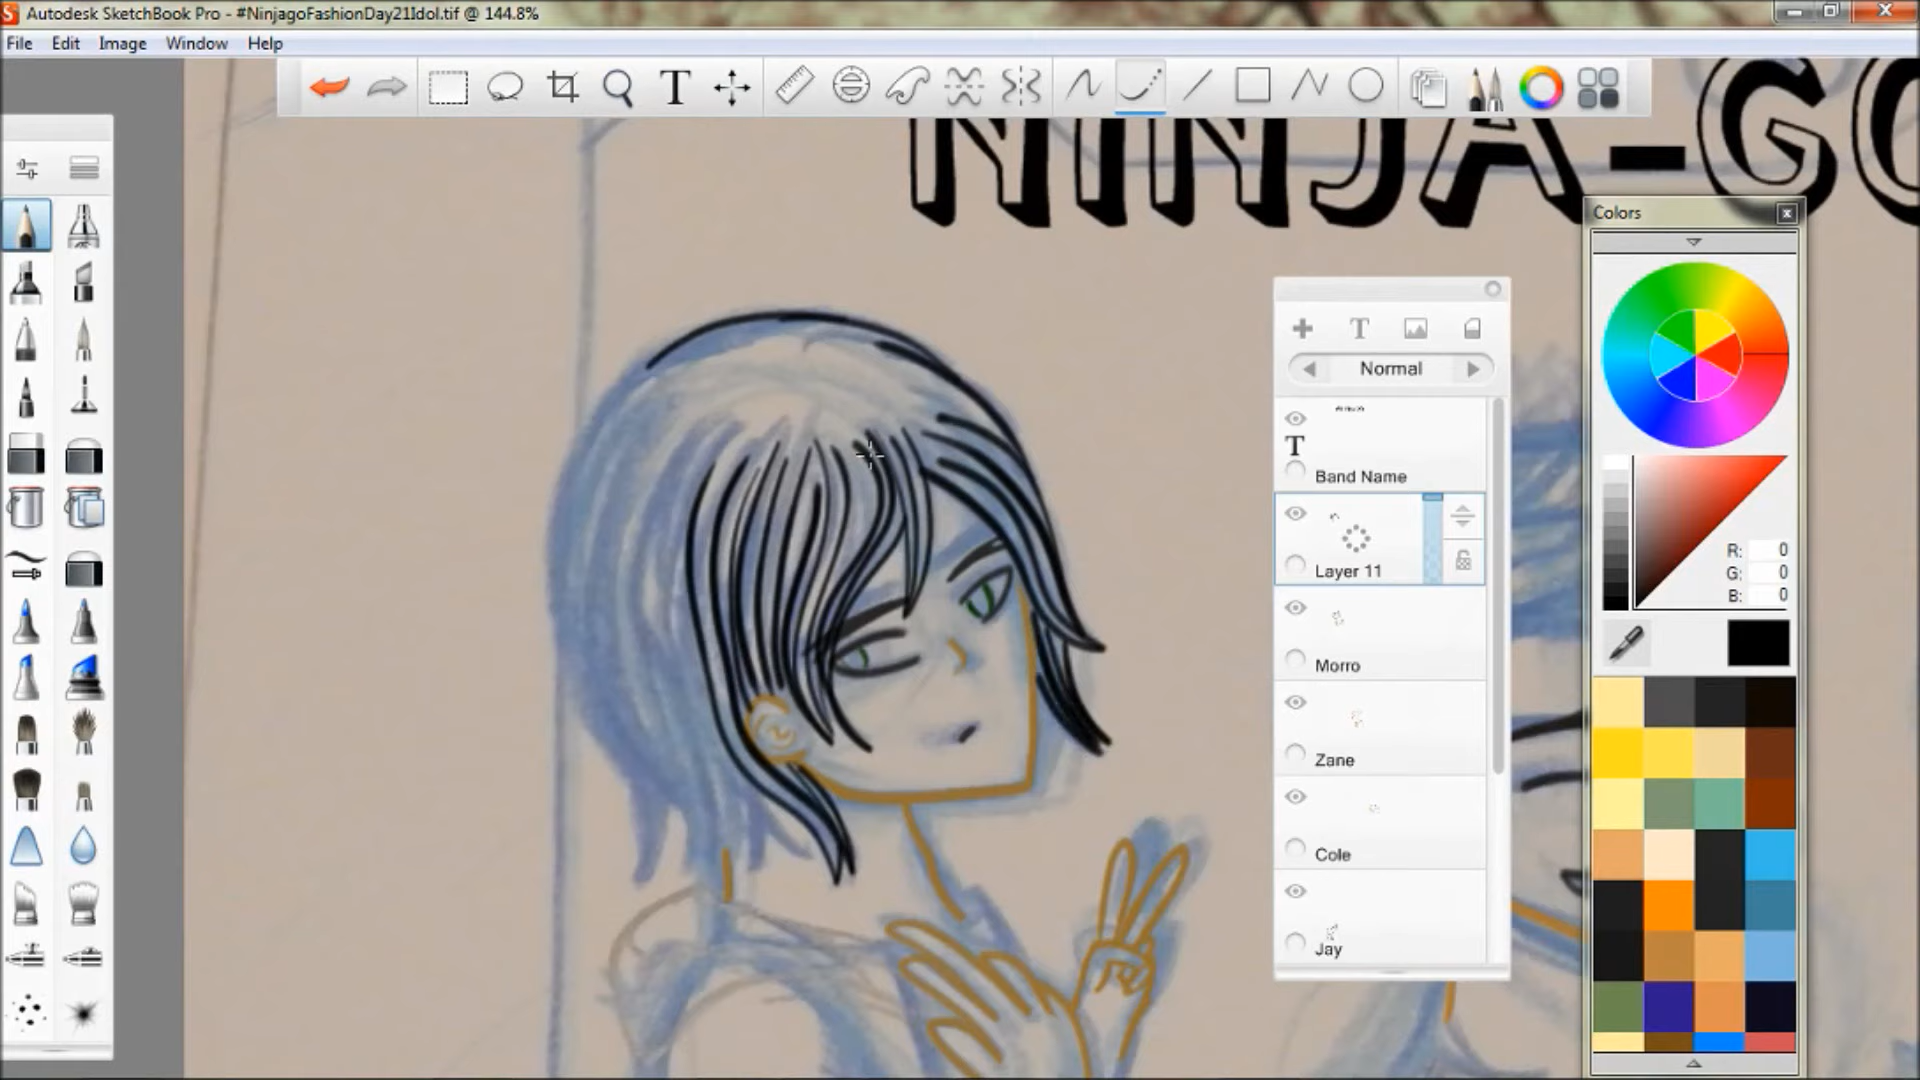 Autodesk SketchBook Pro - #NinjagoFashionDay21Idol.tif @ 144.8%
File Edit Image Window Help
T
NINJA-GO
Colors
T
Normal
T
Band Name
Layer 11
Morro
Zane
Cole
Jay
R: 0
G: 0
B: 0